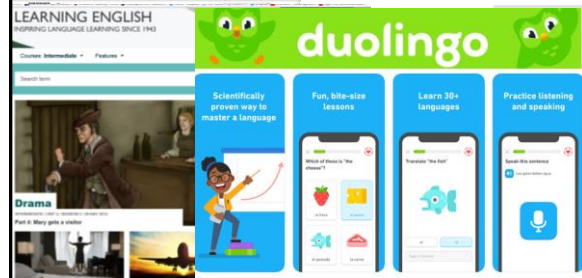 LEARNING ENGLISH
INSPIRING LANGUAGE LEARNING SINCE 1943
Courses: Intermediate
Features
Search term
Drama
Part 4: Mary gets a visitor
duolingo
Scientifically
proven way to
master a language
Fun, bite-size
lessons
Which of these is "the
cheese"?
Learn 30+
languages
Translate "the fish"
Practice listening
and speaking
Speak this sentence